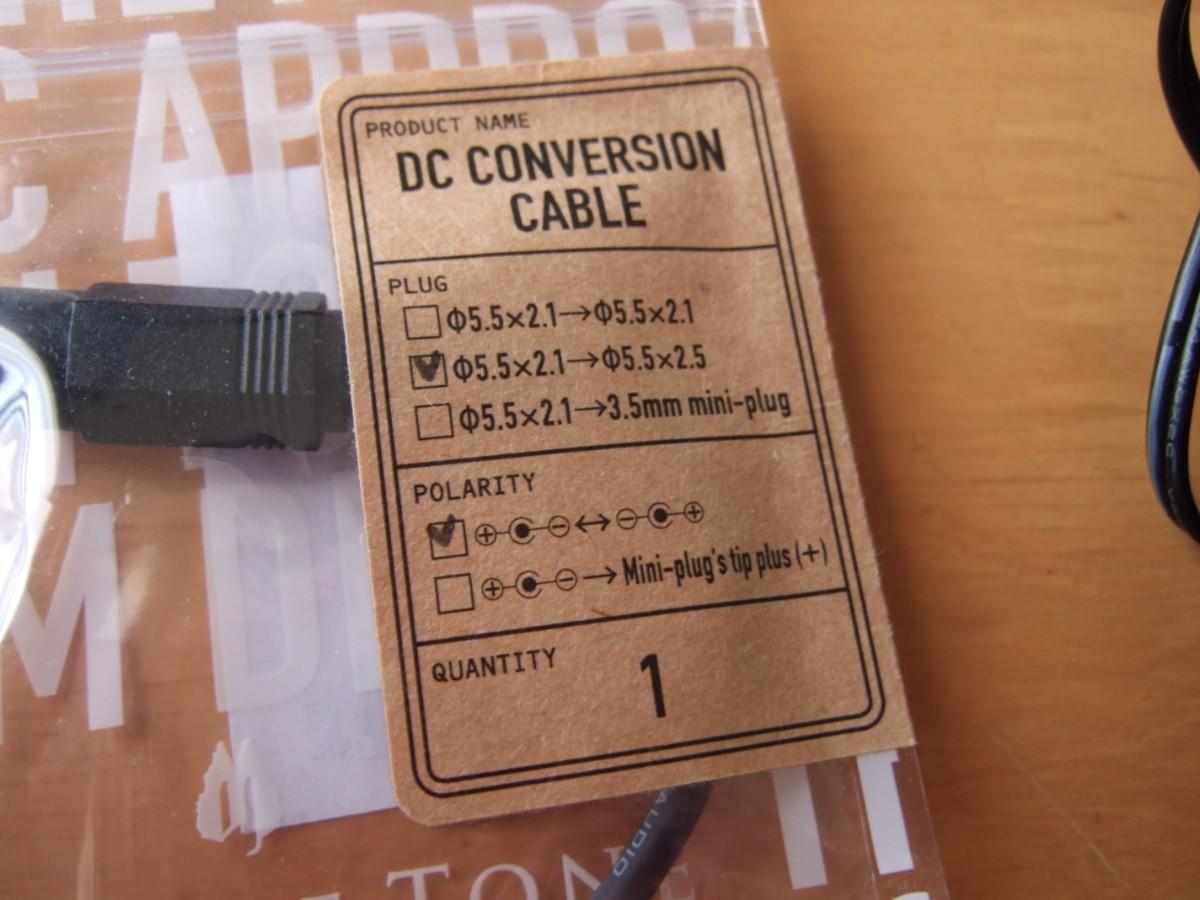 PRODUCT NAME
DC CONVERSION
CABLE
PLUG
Φ5.5×2.1→Φ5.5×2.1
Φ5.5×2.1→Φ5.5×2.5
Φ5.5×2.1→3.5mm mini-plug
POLARITY
⊕-●-⊖↔⊖-●-⊕
⊕-●-⊖→Mini-plug's tip plus (+)
QUANTITY
1
TONE